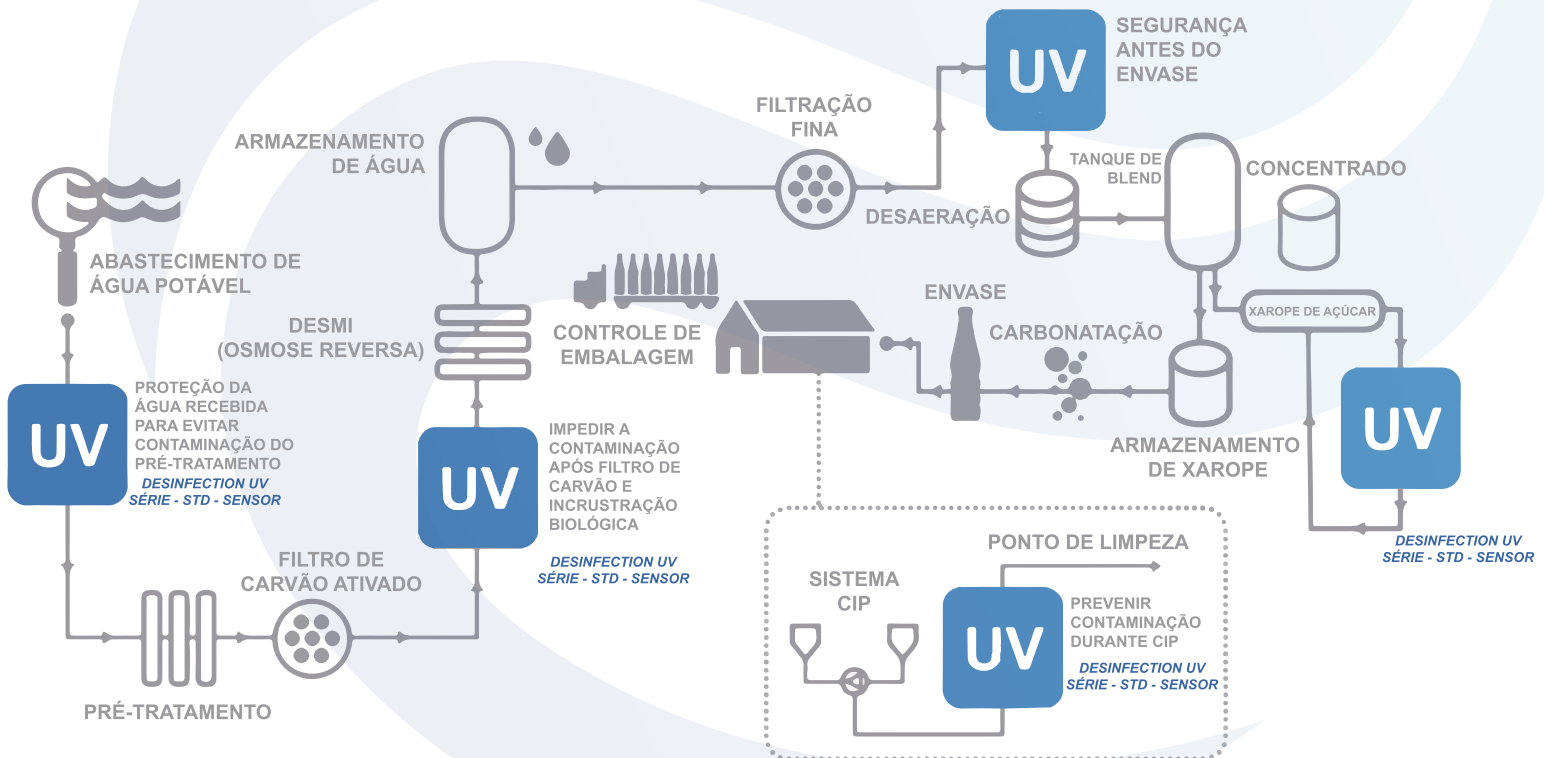 ABASTECIMENTO DE
ÁGUA POTÁVEL
UV
PROTEÇÃO DA
ÁGUA RECEBIDA
PARA EVITAR
CONTAMINAÇÃO DO
PRÉ-TRATAMENTO
DESINFECTION UV
SÉRIE - STD - SENSOR
PRÉ-TRATAMENTO
FILTRO DE
CARVÃO ATIVADO
UV
IMPEDIR A
CONTAMINAÇÃO
APÓS FILTRO DE
CARVÃO E
INCRUSTRAÇÃO
BIOLÓGICA
DESINFECTION UV
SÉRIE - STD - SENSOR
DESMI
(OSMOSE REVERSA)
ARMAZENAMENTO
DE ÁGUA
FILTRAÇÃO
FINA
UV
SEGURANÇA
ANTES DO
ENVASE
DESAERAÇÃO
TANQUE DE
BLEND
CONCENTRADO
XAROPE DE AÇÚCAR
UV
DESINFECTION UV
SÉRIE - STD - SENSOR
ARMAZENAMENTO
DE XAROPE
CARBONATAÇÃO
ENVASE
CONTROLE DE
EMBALAGEM
SISTEMA
CIP
UV
PONTO DE LIMPEZA
PREVENIR
CONTAMINAÇÃO
DURANTE CIP
DESINFECTION UV
SÉRIE - STD - SENSOR